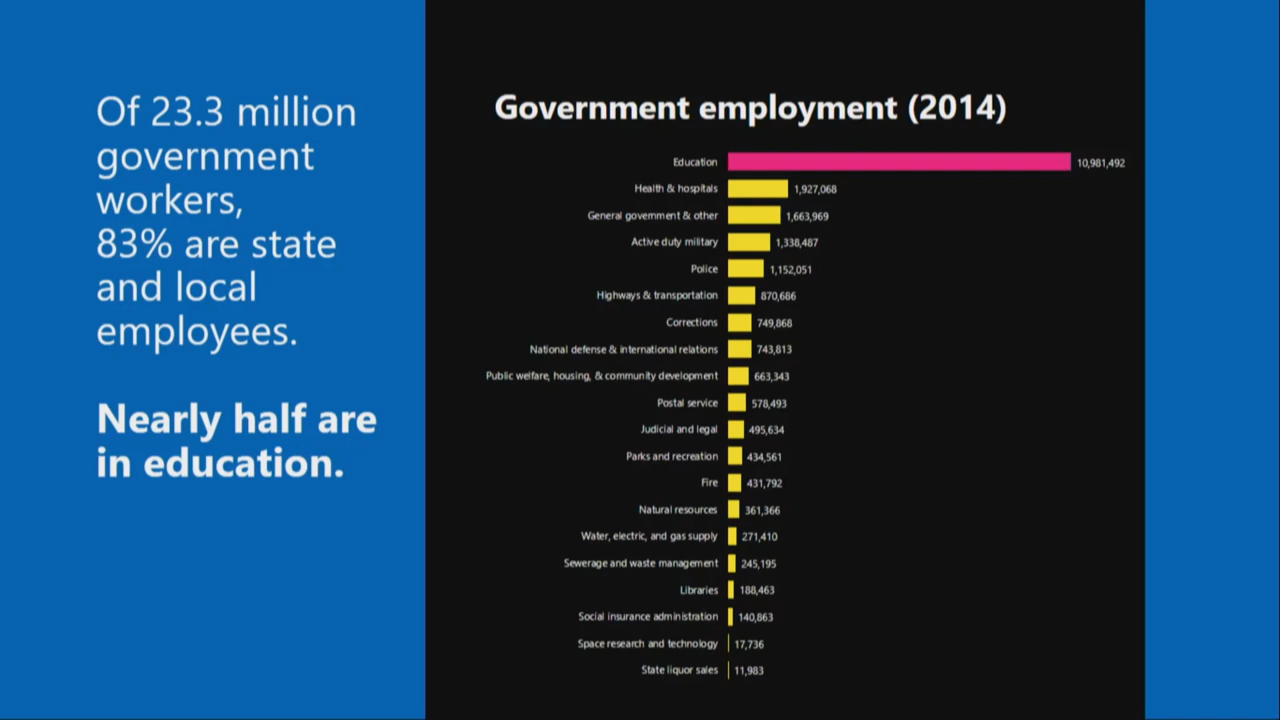 Of 23.3 million
government
workers,
83% are state
and local
employees.
Nearly half are
in education.
Government employment (2014)
Education 10,981,492
Health & hospitals 1,927,068
General government & other 1,663,969
Active duty military 1,338,487
Police 1,152,051
Highways & transportation 870,686
Corrections 749,868
National defense & international relations 743,813
Public welfare, housing, & community development 663,343
Postal service 578,493
Judicial and legal 495,634
Parks and recreation 434,561
Fire 431,792
Natural resources 361,366
Water, electric, and gas supply 271,410
Sewerage and waste management 245,195
Libraries 188,463
Social insurance administration 140,863
Space research and technology 17,736
State liquor sales 11,983